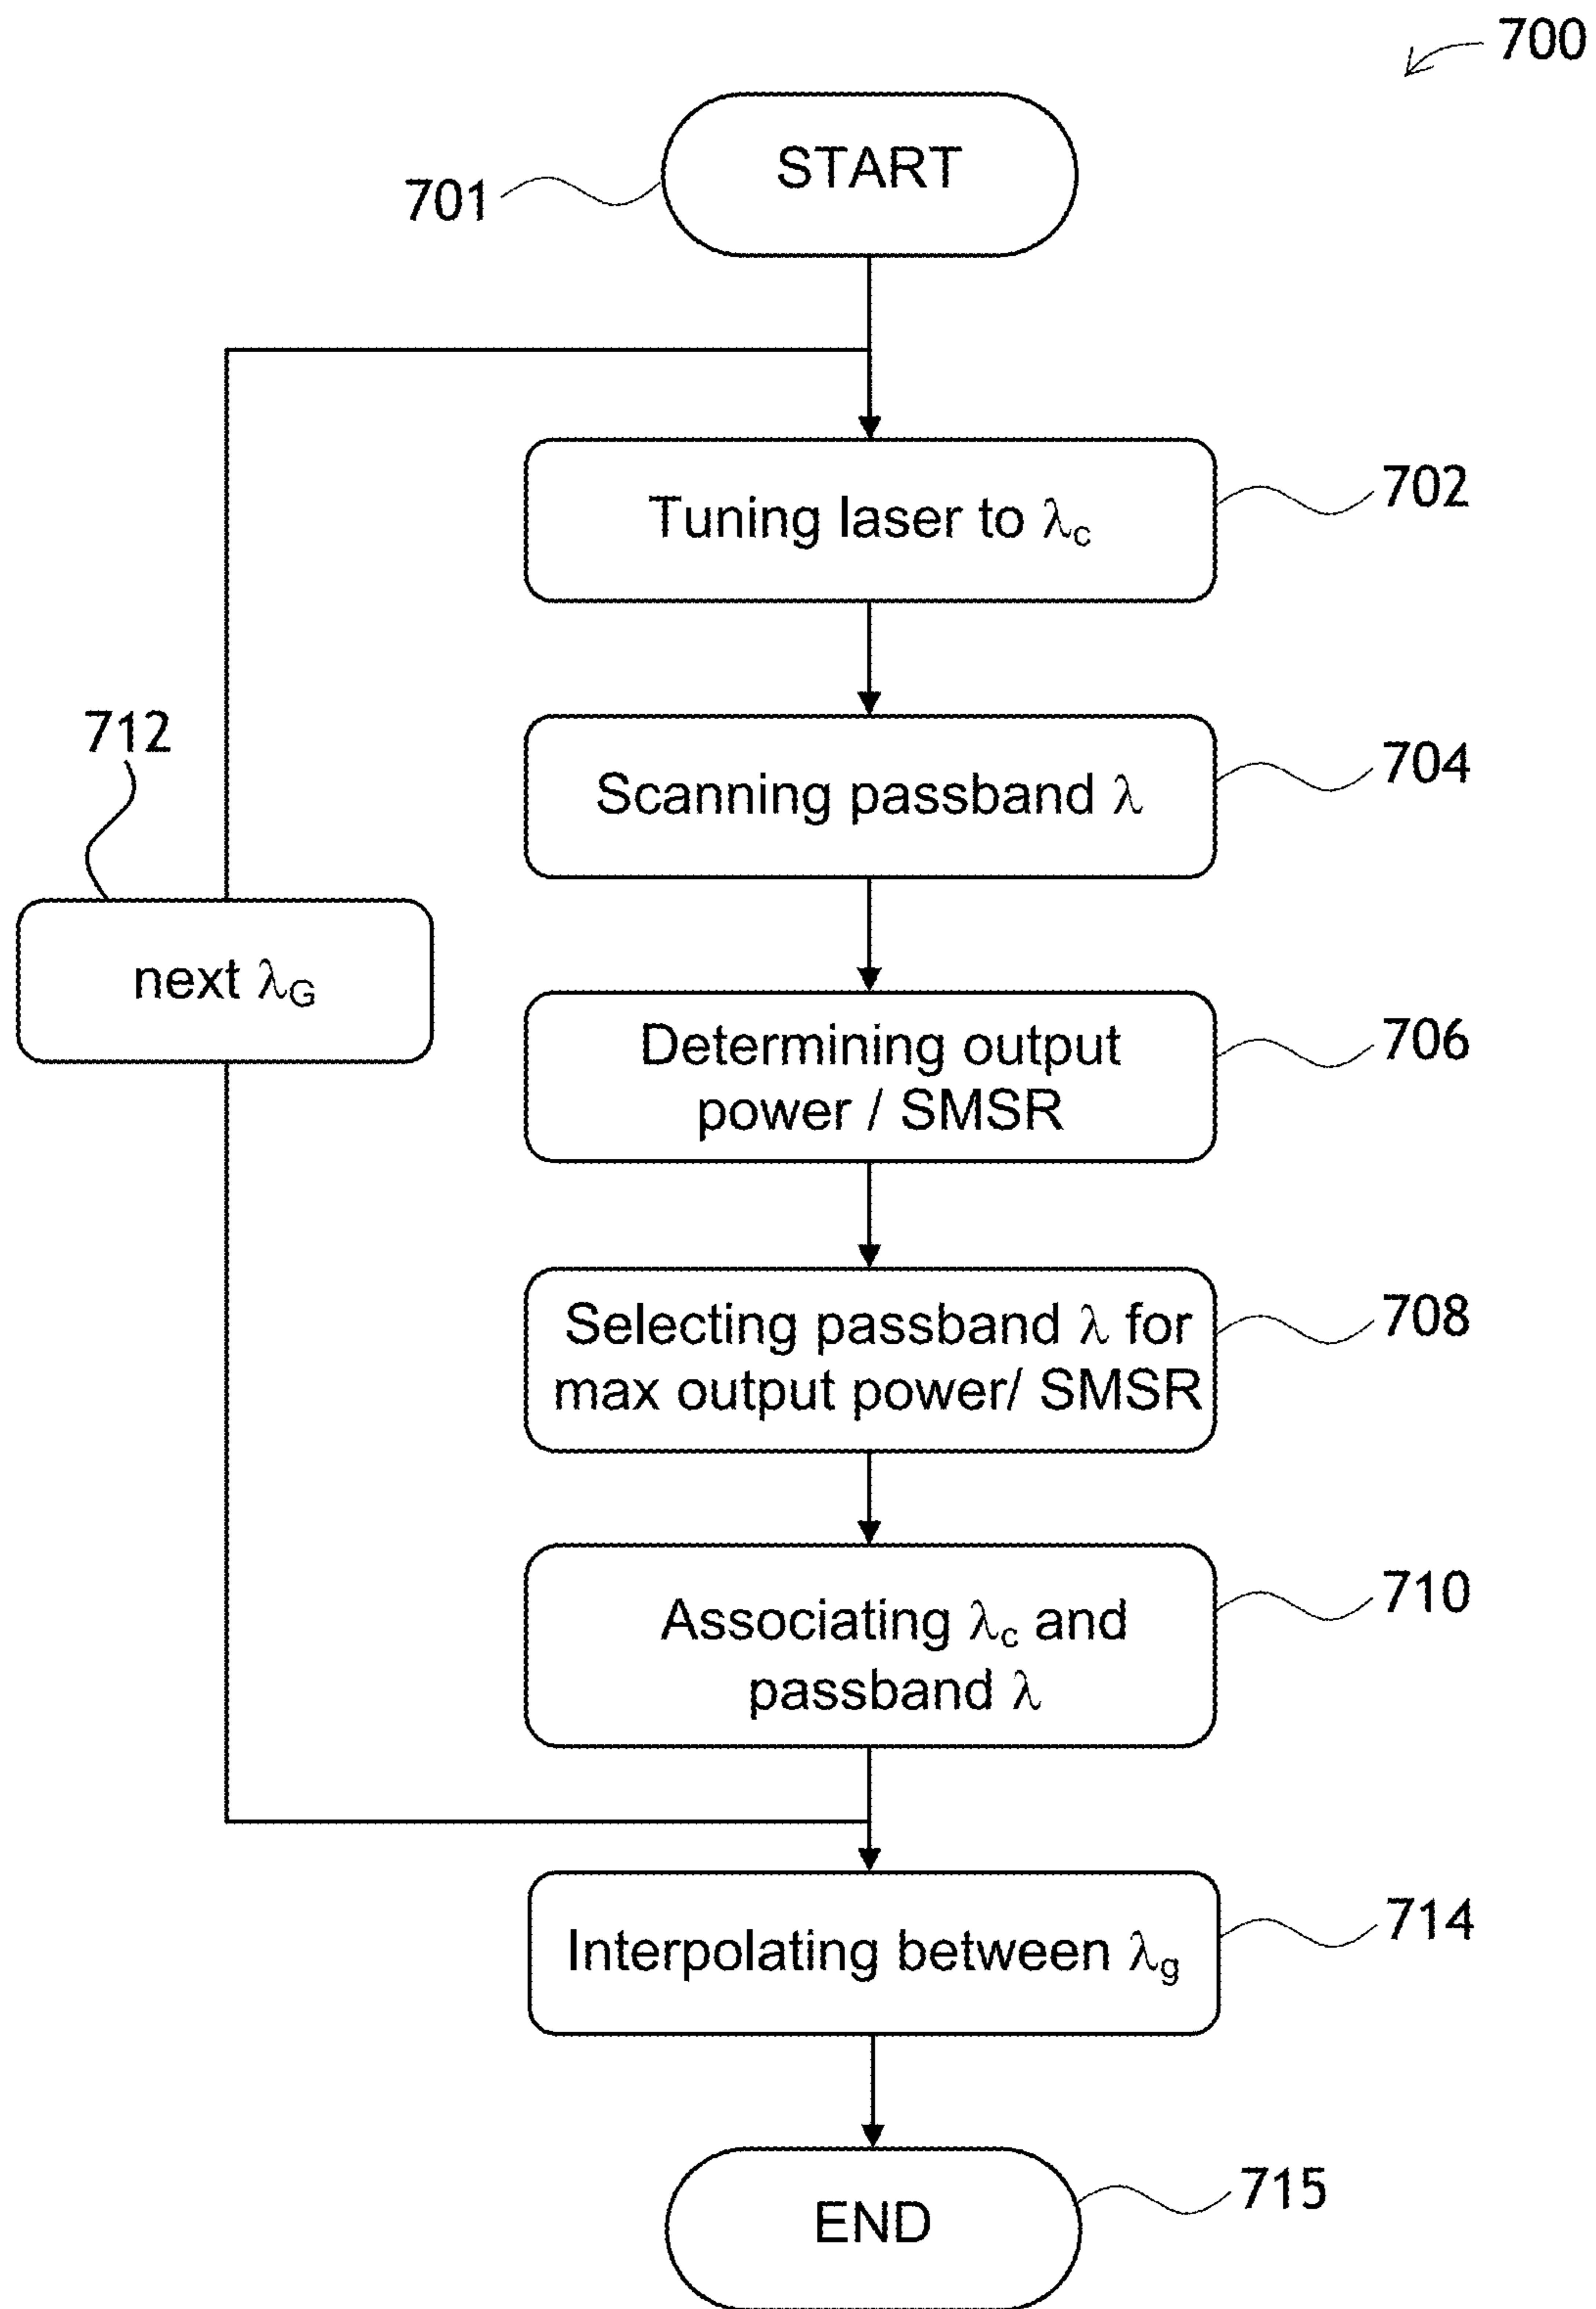 700
START
701
Tuning laser to λc
702
Scanning passband λ
704
712
next λG
Determining output
power / SMSR
706
Selecting passband λ for
max output power/ SMSR
708
Associating λc and
passband λ
710
Interpolating between λg
714
END
715